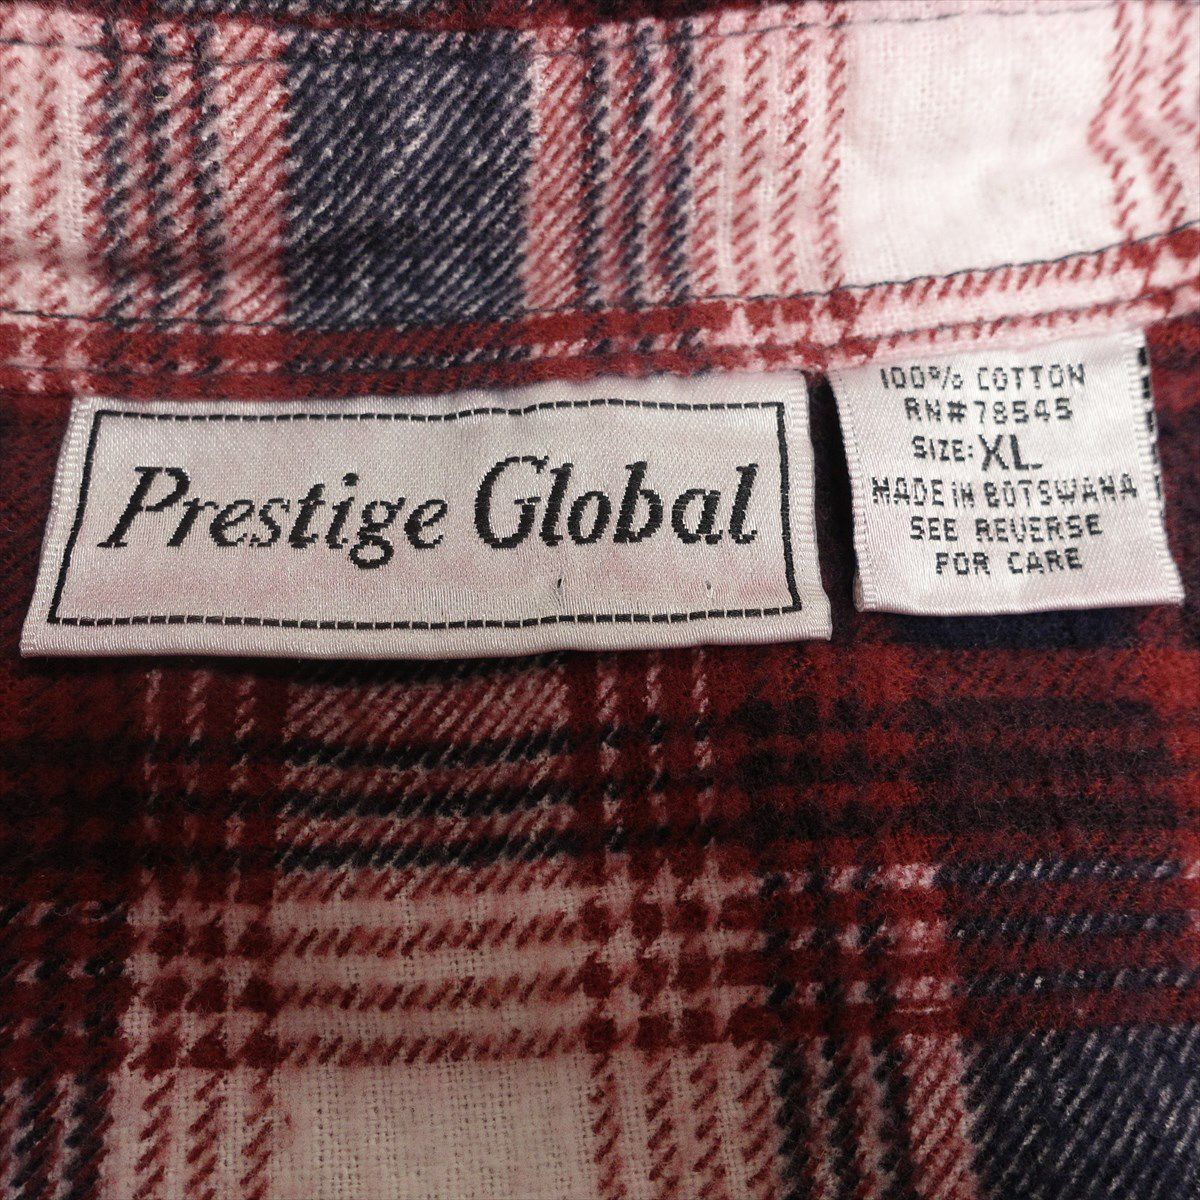 Prestige Global
100% COTTON
RN#78545
SIZE: XL
MADE IN BOTSWANA
SEE REVERSE
FOR CARE